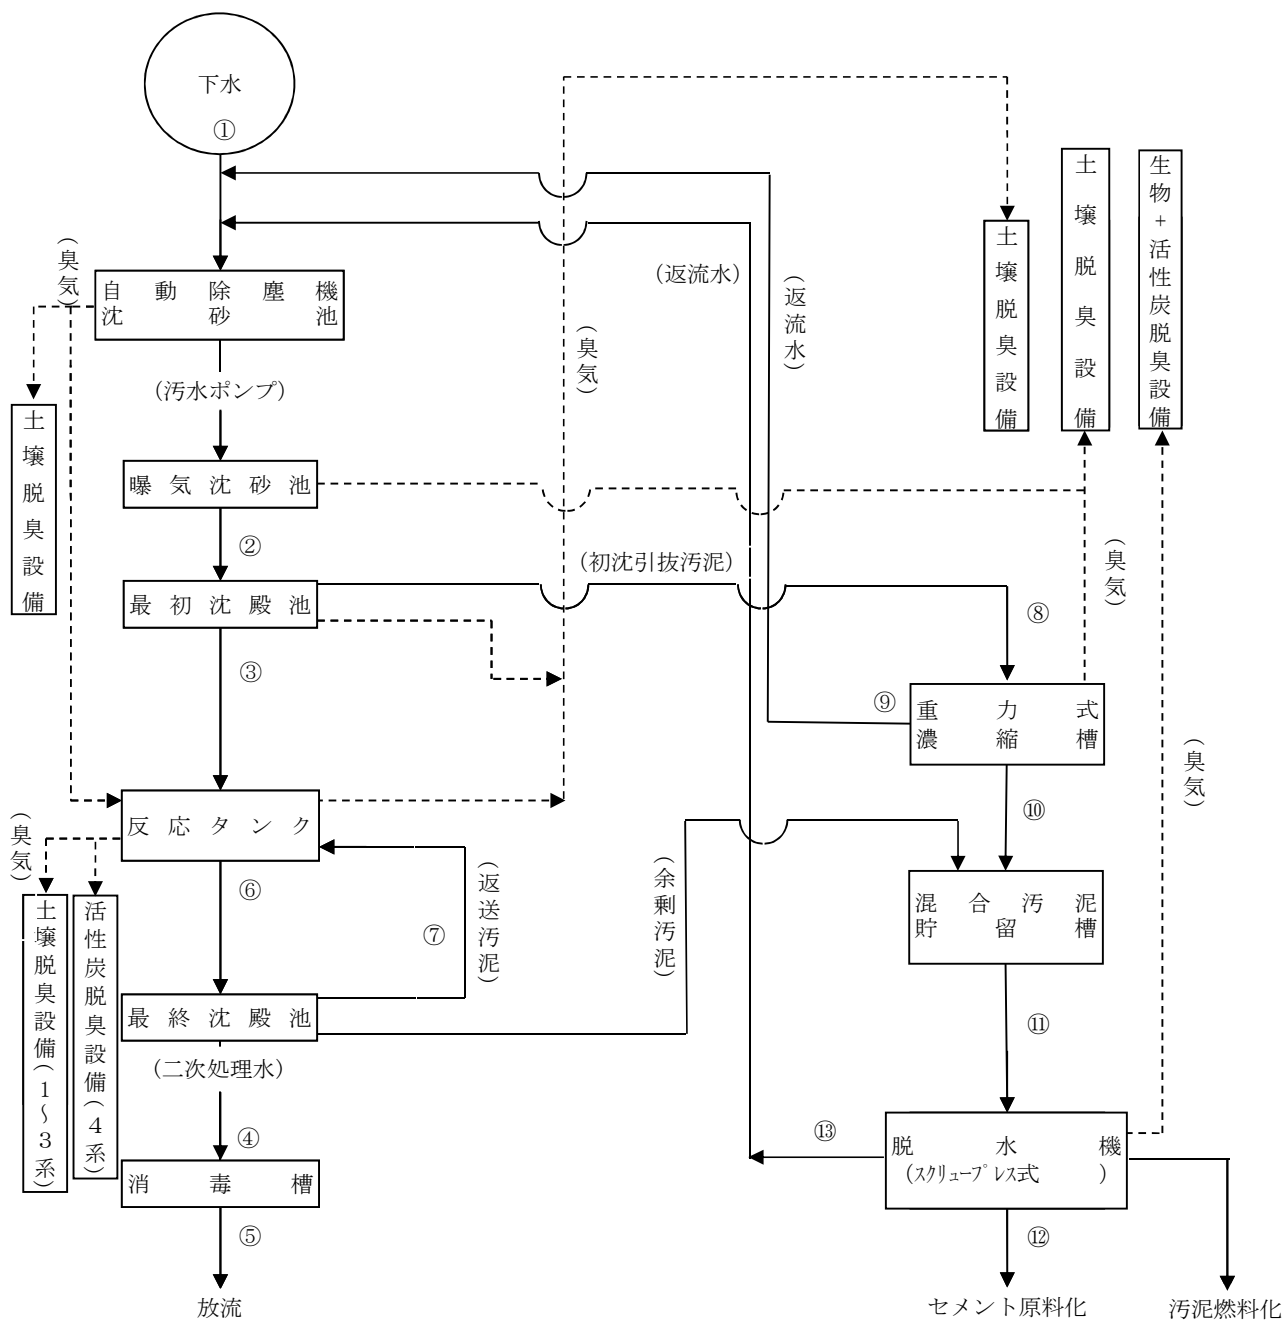 下水
①
(臭気)
自動除塵機
沈砂池
(汚水ポンプ)
土壌脱臭設備
曝気沈砂池
②
最初沈殿池
③
反応タンク
(臭気)
土壌脱臭設備(1~3系)
活性炭脱臭設備(4系)
⑥
⑦
(返送汚泥)
最終沈殿池
(二次処理水)
④
消毒槽
⑤
放流
(臭気)
(返流水)
(返流水)
(初沈引抜汚泥)
(余剰汚泥)
土壌脱臭設備
土壌脱臭設備
生物+活性炭脱臭設備
(臭気)
⑧
⑨
重力式
濃縮槽
(臭気)
⑩
混合汚泥
貯留槽
⑪
⑬
脱水機
(スクリュープレス式)
⑫
セメント原料化
汚泥燃料化